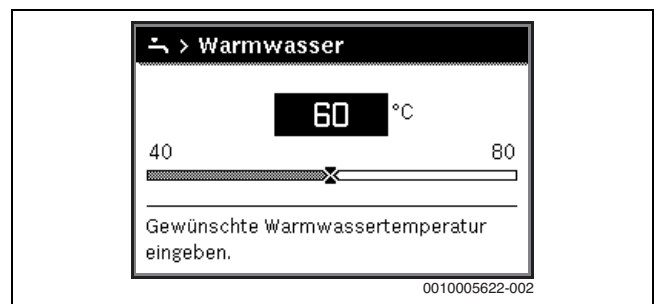 > Warmwasser
60 °C
40 80
Gewünschte Warmwassertemperatur
eingeben.
0010005622-002